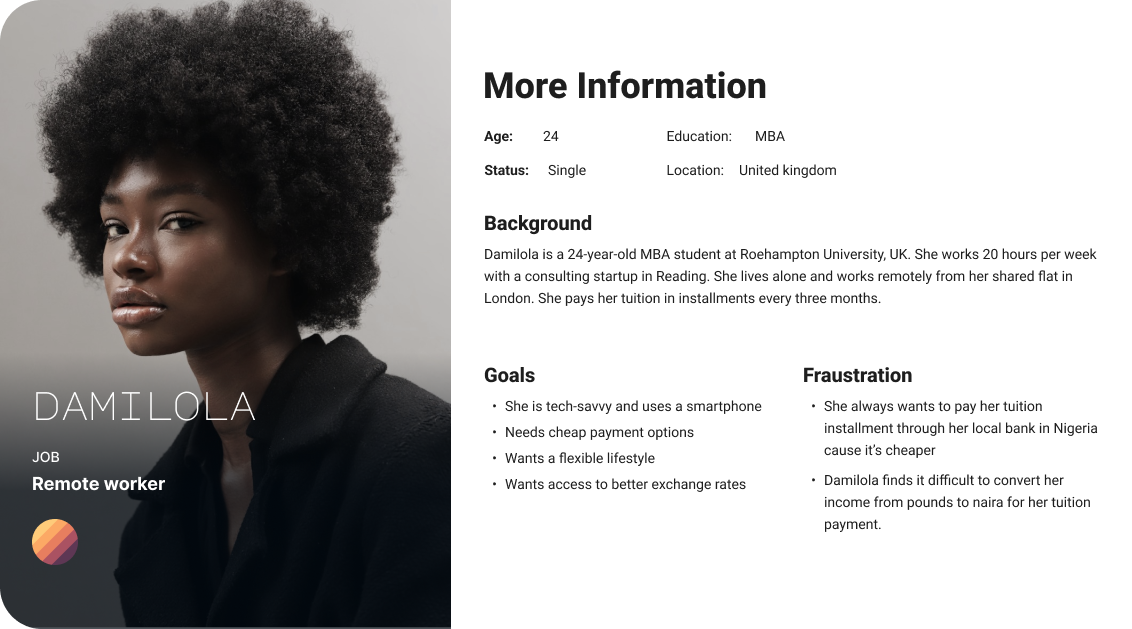 DAMILOLA
JOB
Remote worker
More Information
Age: 24
Education: MBA
Status: Single
Location: United kingdom
Background
Damilola is a 24-year-old MBA student at Roehampton University, UK. She works 20 hours per week
with a consulting startup in Reading. She lives alone and works remotely from her shared flat in
London. She pays her tuition in installments every three months.
Goals
• She is tech-savvy and uses a smartphone
• Needs cheap payment options
• Wants a flexible lifestyle
• Wants access to better exchange rates
Fraustration
• She always wants to pay her tuition
installment through her local bank in Nigeria
cause it’s cheaper
• Damilola finds it difficult to convert her
income from pounds to naira for her tuition
payment.